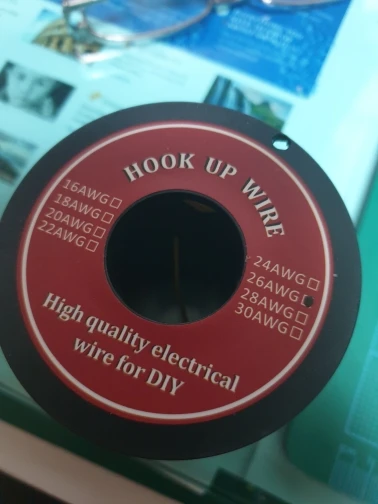 HOOK UP WIRE
16AWG
18AWG
20AWG
22AWG
24AWG
26AWG
28AWG
30AWG
High quality electrical
wire for DIY